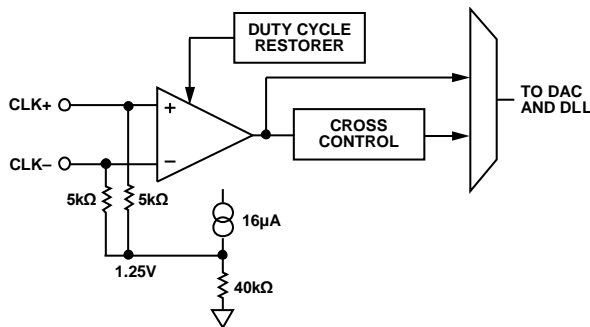 DUTY CYCLE
RESTORER
CLK+
+
TO DAC
AND DLL
CROSS
CONTROL
CLK–
–
5kΩ
5kΩ
16µA
1.25V
40kΩ